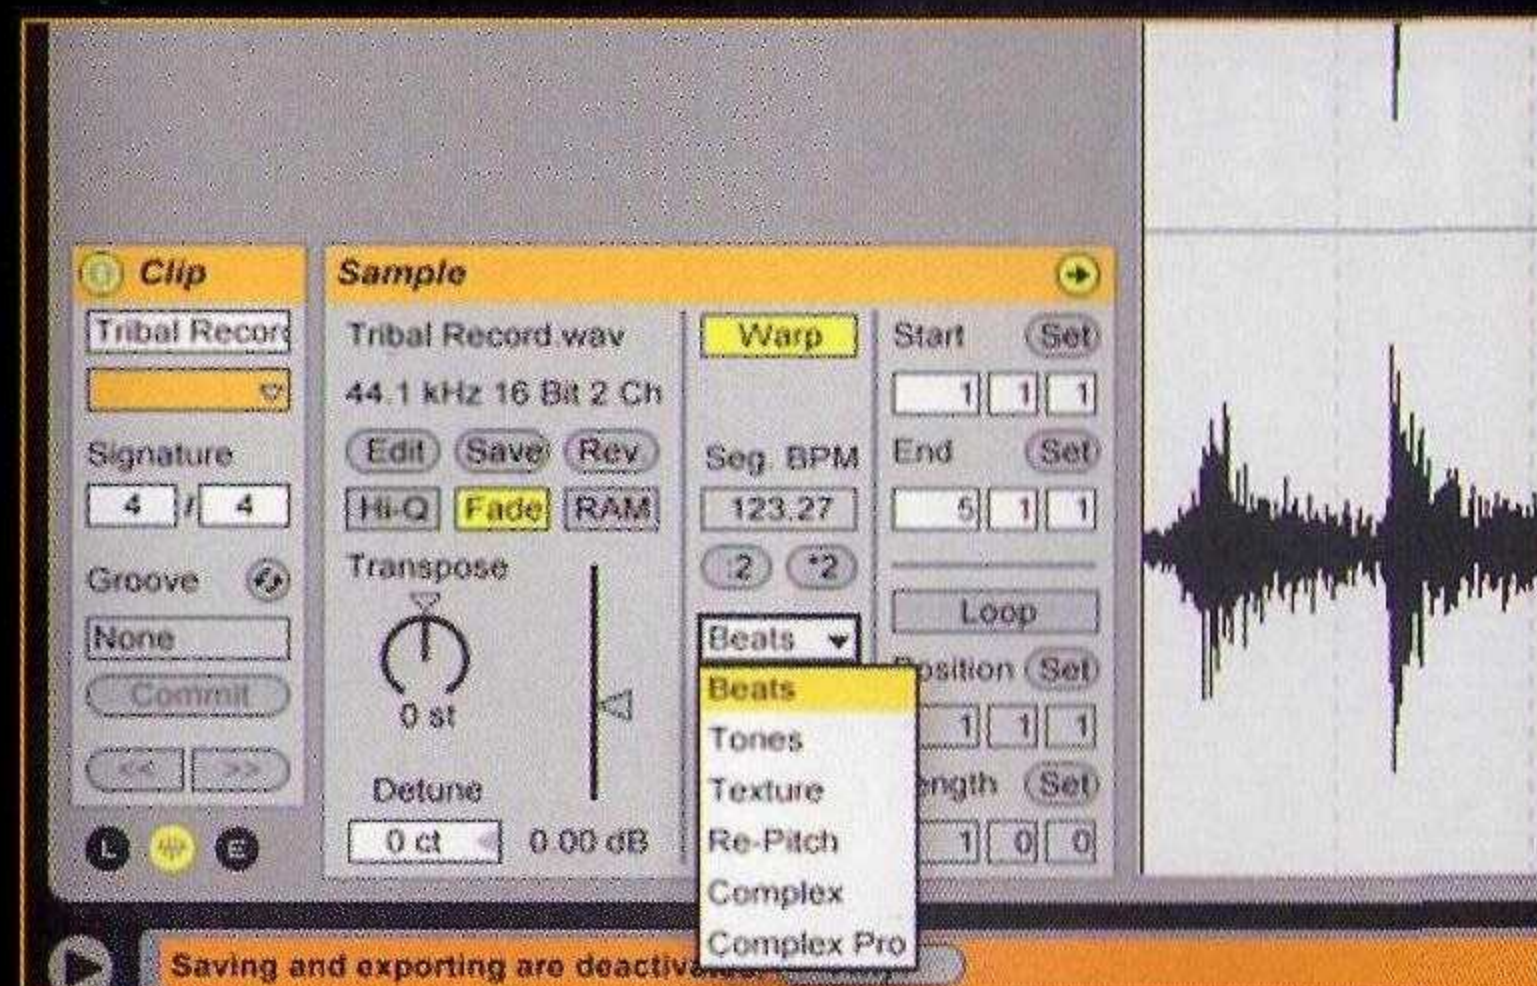 Clip
Tribal Recor
Signature
4 / 4
Groove
None
Commit
<< >>
L E
Sample
Tribal Record.wav
44.1 kHz 16 Bit 2 Ch
Edit Save Rev
Hi-Q Fade RAM
Transpose
0 st
Detune
0 ct 0.00 dB
Warp
Seg. BPM
123.27
:2 *2
Beats
Beats
Tones
Texture
Re-Pitch
Complex
Complex Pro
Start Set
1 1 1
End Set
5 1 1
Loop
osition Set
1 1 1
ength Set
1 0 0
Saving and exporting are deactiva